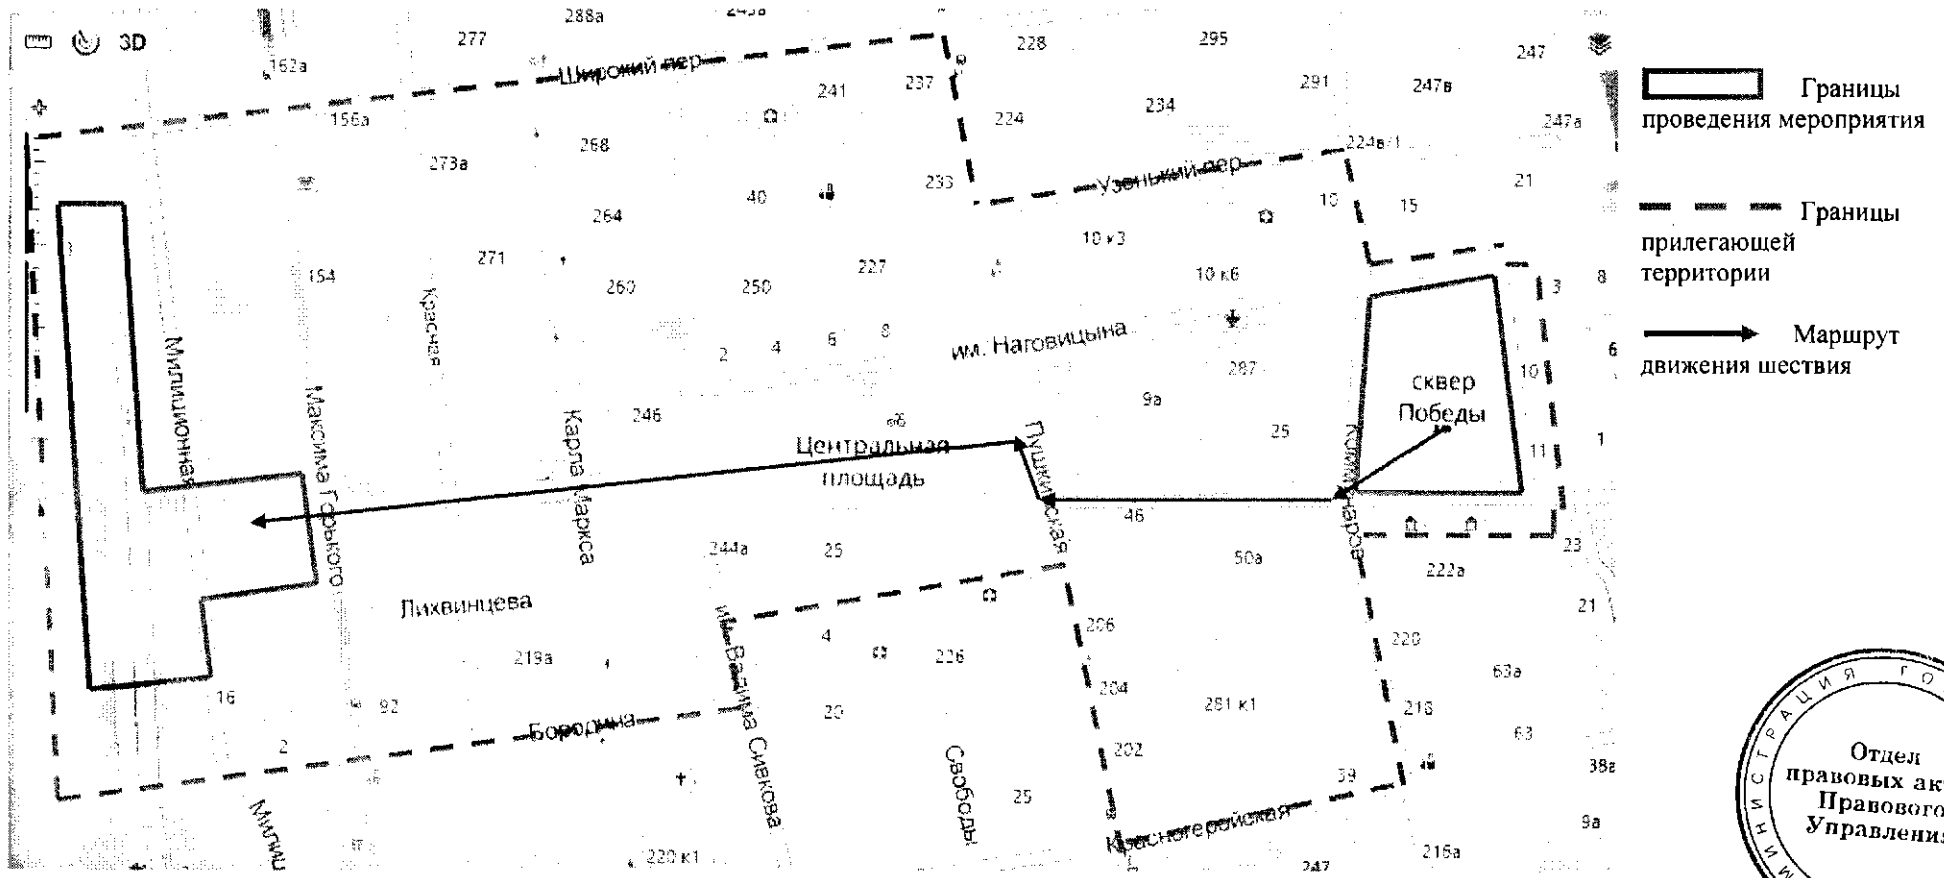 3D
162а
277
288а
Широкий пер
228
295
247
156а
241
237
224
234
291
247в
247а
273а
268
224в/1
233
Узенький пер
21
264
40
10
15
3
10 к3
154
271
227
10 к6
260
250
3
8
Красная
Милиционная
2
4
6
8
им. Наговицына
287
10
6
Максима Горького
Карла Маркса
246
9а
сквер
Победы
25
11
1
Центральная
площадь
Пушкинская
Коммунаров
46
244а
25
50а
23
222а
Лихвинцева
21
им. Вадима Сивкова
4
206
220
219а
226
63а
16
92
204
281 к1
218
20
Бородина
202
63
2
Свободы
39
38а
25
Милиц
Красногеройская
9а
220 к1
247
216а
Границы
проведения мероприятия
Границы
прилегающей
территории
Маршрут
движения шествия
МИНИСТРАЦИЯ ГО
Отдел
правовых ак
Правового
Управления